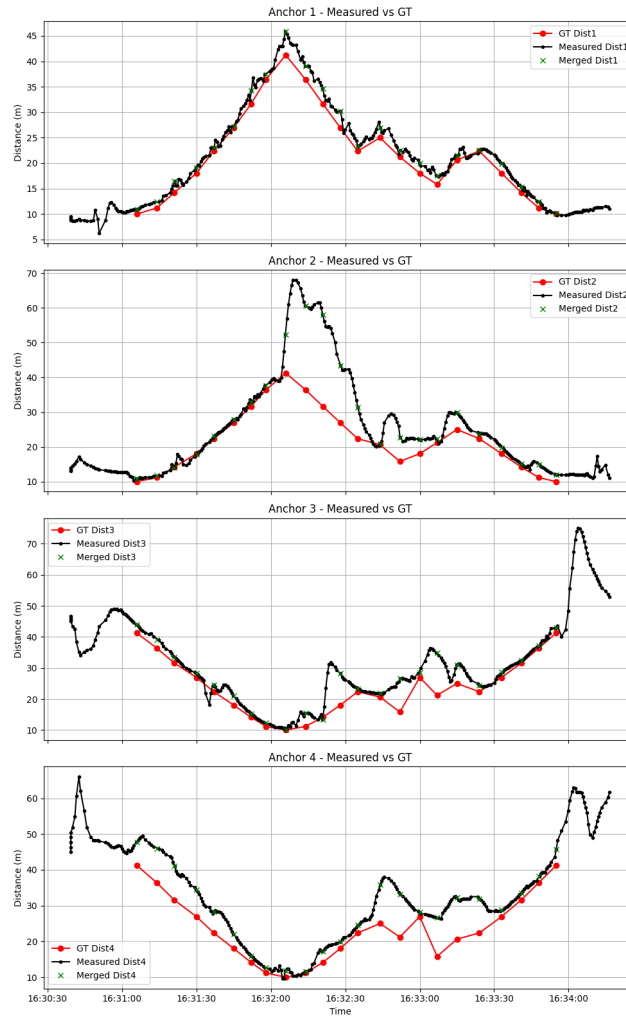 Anchor 1 - Measured vs GT
45
40
35
30
25
20
15
10
5
Distance (m)
GT Dist1
Measured Dist1
Merged Dist1
Anchor 2 - Measured vs GT
70
60
50
40
30
20
10
Distance (m)
GT Dist2
Measured Dist2
Merged Dist2
Anchor 3 - Measured vs GT
70
60
50
40
30
20
10
Distance (m)
GT Dist3
Measured Dist3
Merged Dist3
Anchor 4 - Measured vs GT
60
50
40
30
20
10
Distance (m)
GT Dist4
Measured Dist4
Merged Dist4
16:30:30 16:31:00 16:31:30 16:32:00 16:32:30 16:33:00 16:33:30 16:34:00
Time